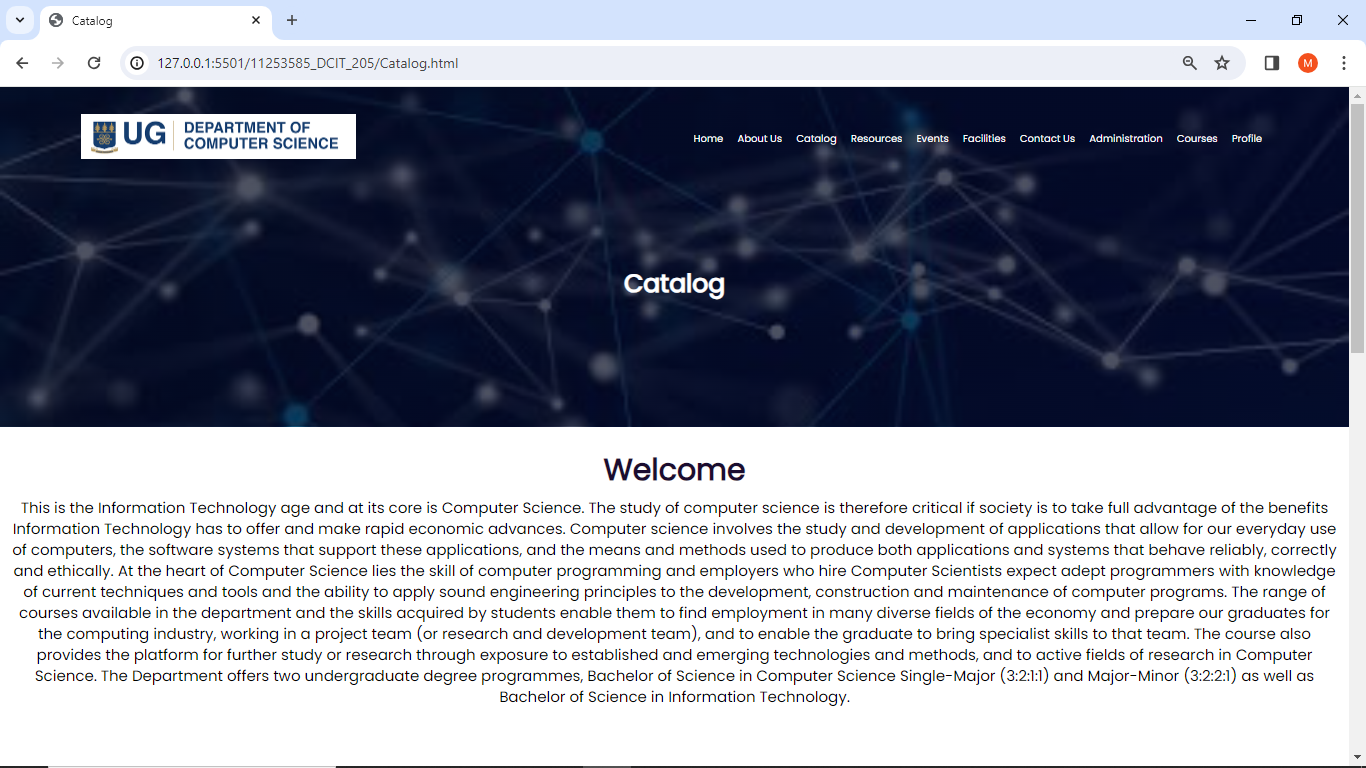 Catalog
127.0.0.1:5501/11253585_DCIT_205/Catalog.html
M
UG DEPARTMENT OF
COMPUTER SCIENCE
Home About Us Catalog Resources Events Facilities Contact Us Administration Courses Profile
Catalog
Welcome
This is the Information Technology age and at its core is Computer Science. The study of computer science is therefore critical if society is to take full advantage of the benefits
Information Technology has to offer and make rapid economic advances. Computer science involves the study and development of applications that allow for our everyday use
of computers, the software systems that support these applications, and the means and methods used to produce both applications and systems that behave reliably, correctly
and ethically. At the heart of Computer Science lies the skill of computer programming and employers who hire Computer Scientists expect adept programmers with knowledge
of current techniques and tools and the ability to apply sound engineering principles to the development, construction and maintenance of computer programs. The range of
courses available in the department and the skills acquired by students enable them to find employment in many diverse fields of the economy and prepare our graduates for
the computing industry, working in a project team (or research and development team), and to enable the graduate to bring specialist skills to that team. The course also
provides the platform for further study or research through exposure to established and emerging technologies and methods, and to active fields of research in Computer
Science. The Department offers two undergraduate degree programmes, Bachelor of Science in Computer Science Single-Major (3:2:1:1) and Major-Minor (3:2:2:1) as well as
Bachelor of Science in Information Technology.